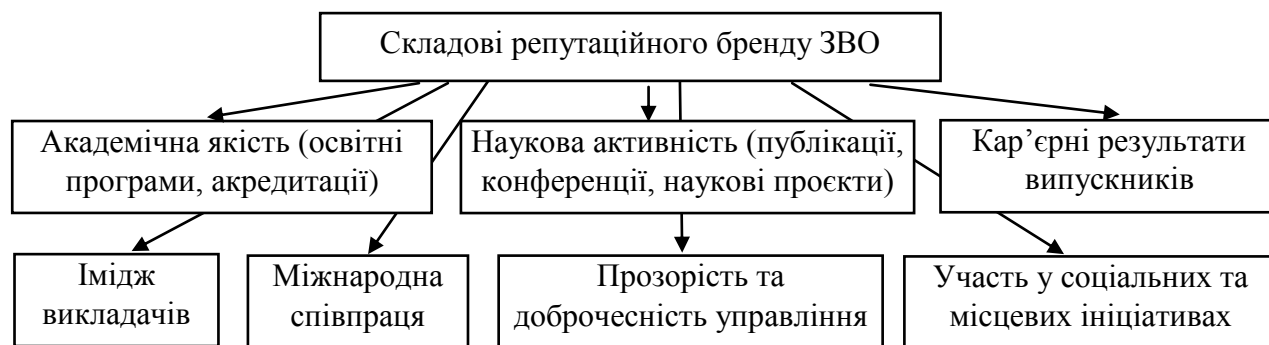 Складові репутаційного бренду ЗВО
Академічна якість (освітні
програми, акредитації)
Наукова активність (публікації,
конференції, наукові проєкти)
Кар’єрні результати
випускників
Імідж
викладачів
Міжнародна
співпраця
Прозорість та
доброчесність управління
Участь у соціальних та
місцевих ініціативах